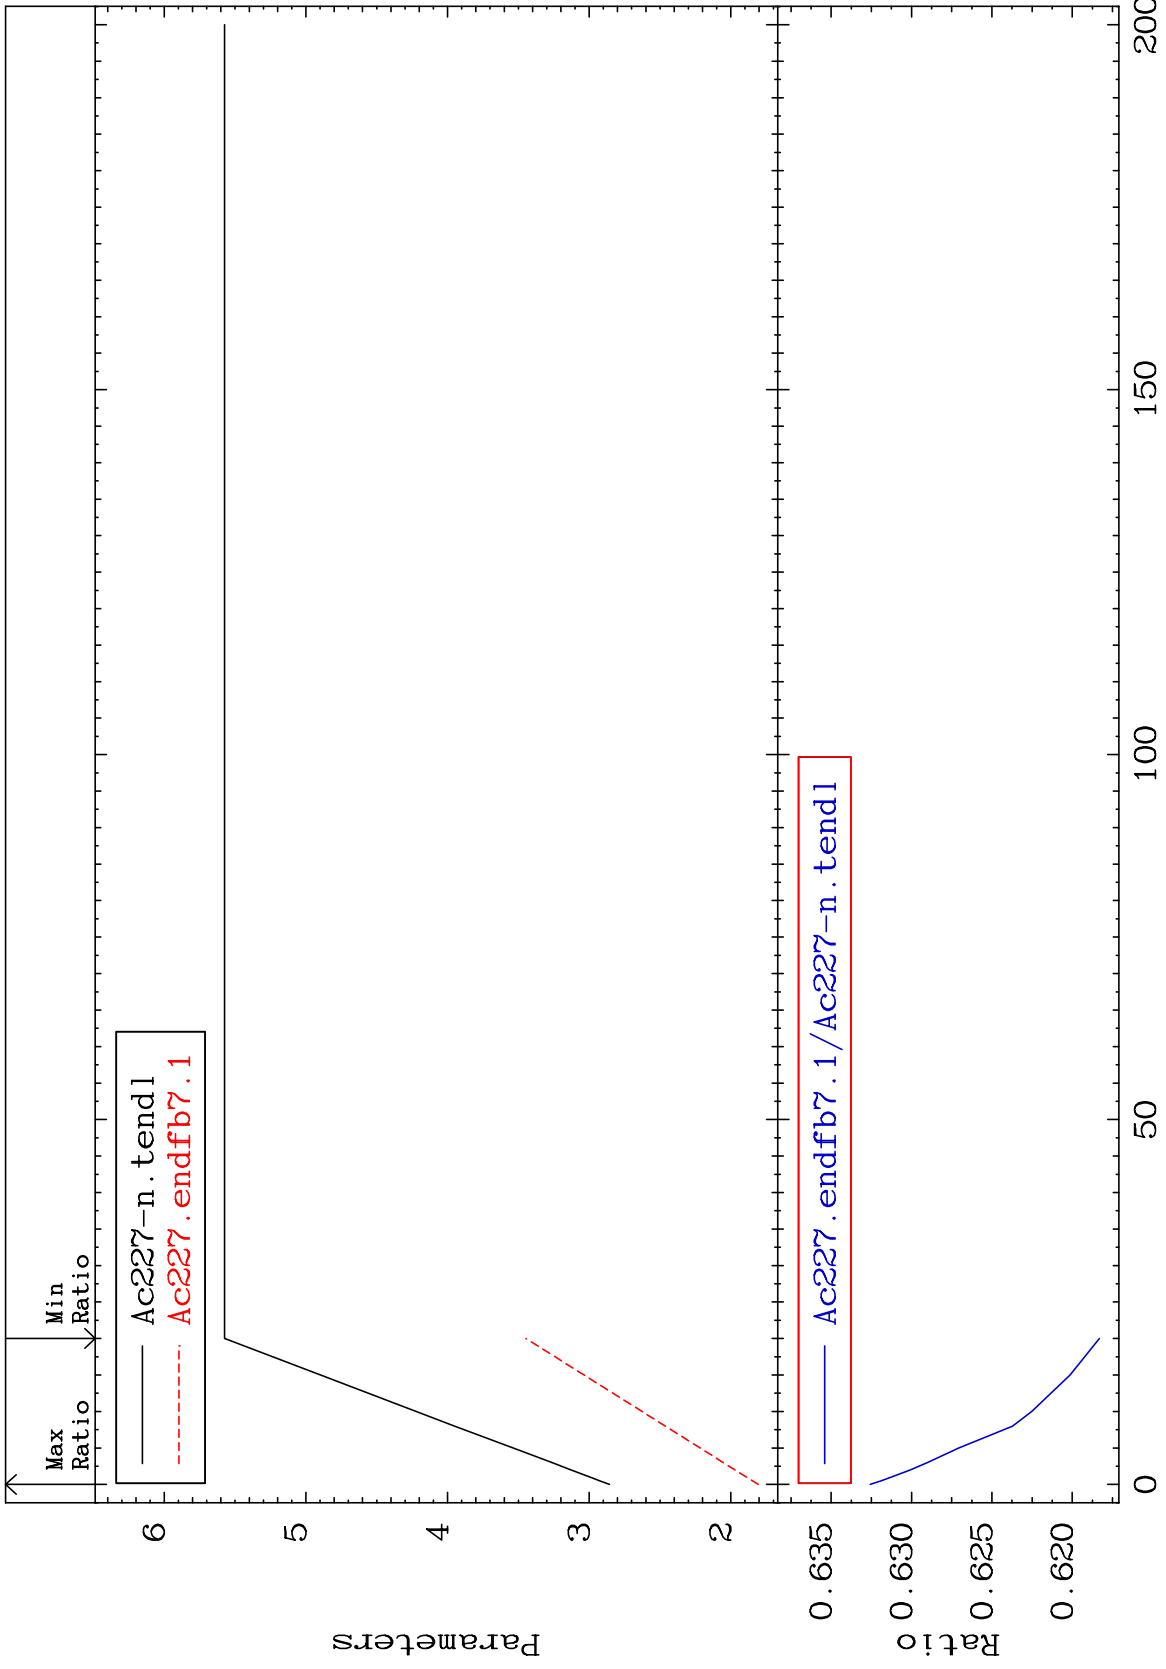 Max
Ratio
Min
Ratio
Ac227-n.tendl
Ac227.endfb7.1
6
5
4
3
2
Parameters
Ac227.endfb7.1/Ac227-n.tendl
0.635
0.630
0.625
0.620
Ratio
0
50
100
150
200